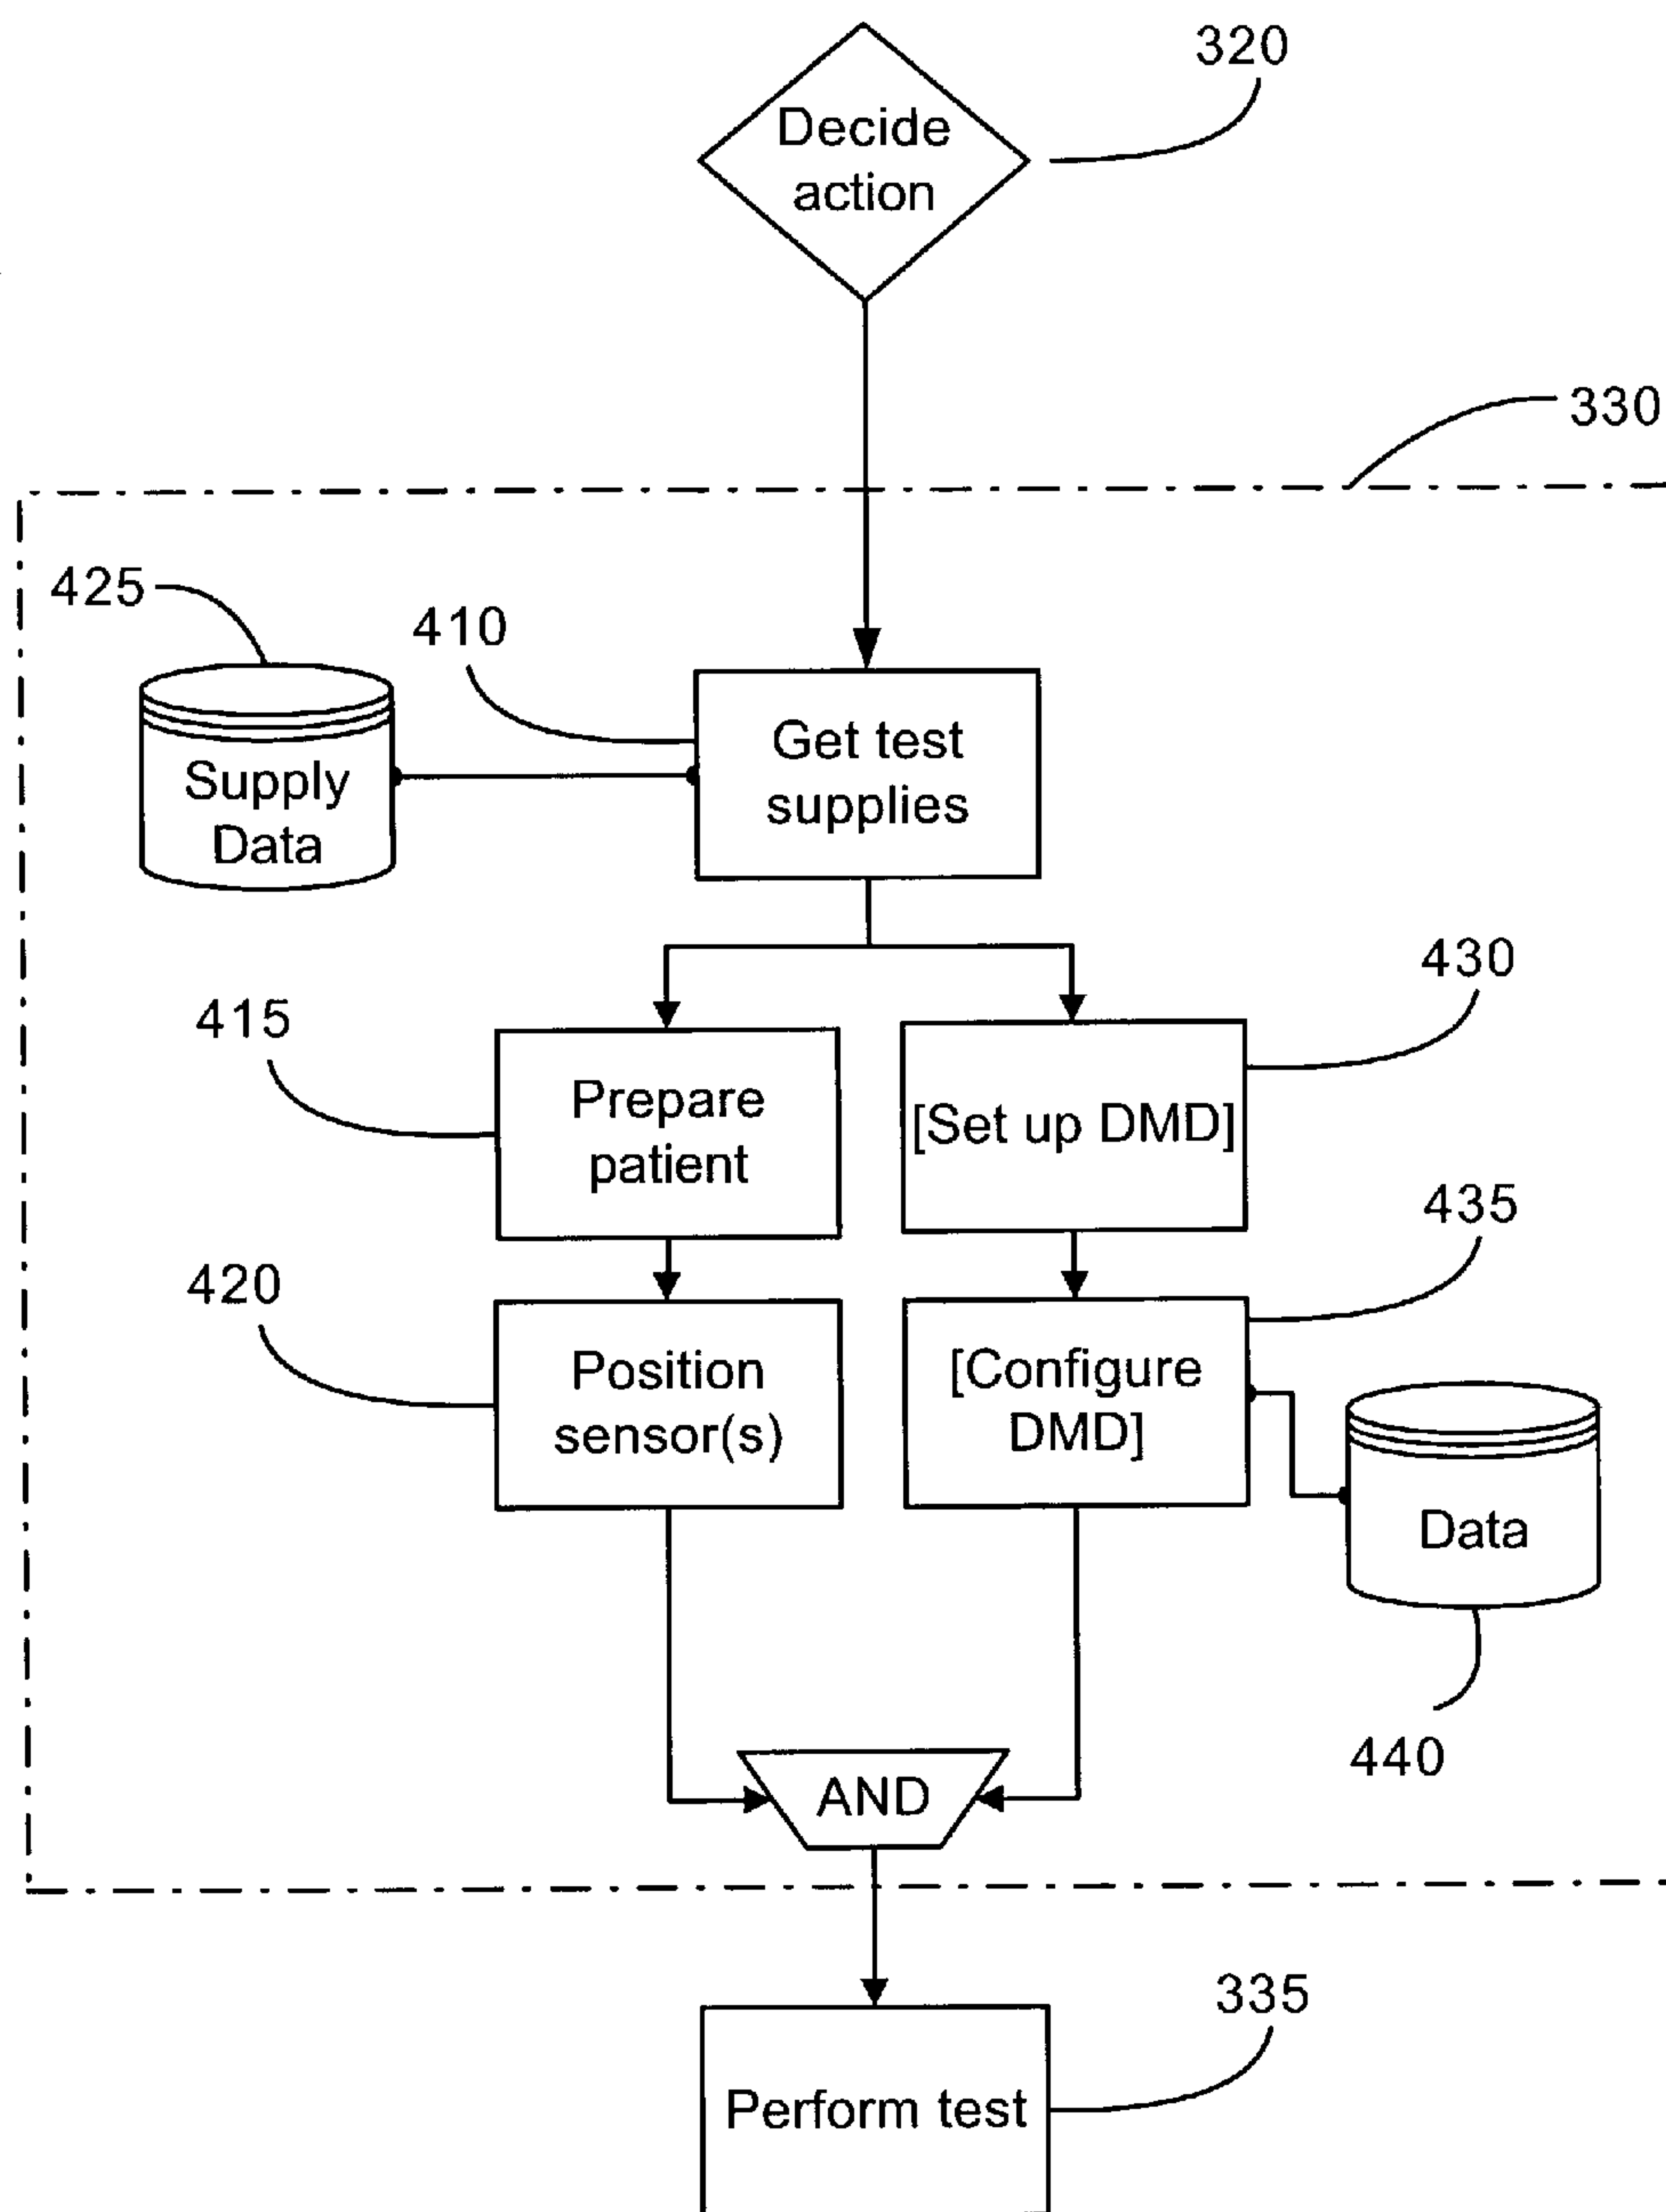 320
Decide
action
330
425
410
Get test
supplies
Supply
Data
430
415
Prepare
patient
[Set up DMD]
435
420
Position
sensor(s)
[Configure
DMD]
Data
440
AND
335
Perform test